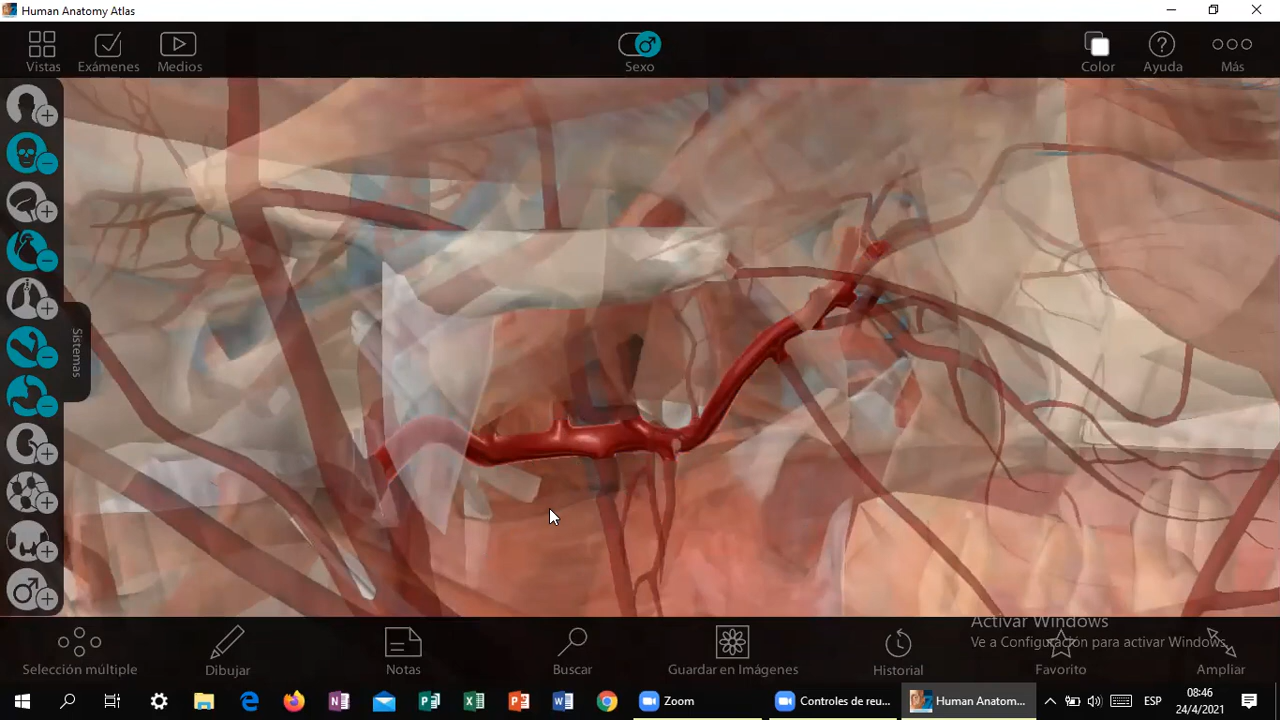 Human Anatomy Atlas
Vistas
Exámenes
Medios
Sexo
Color
Ayuda
Más
Sistemas
Activar Windows
Ve a Configuración para activar Windows.
Selección múltiple
Dibujar
Notas
Buscar
Guardar en Imágenes
Historial
Favorito
Ampliar
Zoom
Controles de reu...
Human Anatom...
ESP
08:46
24/4/2021